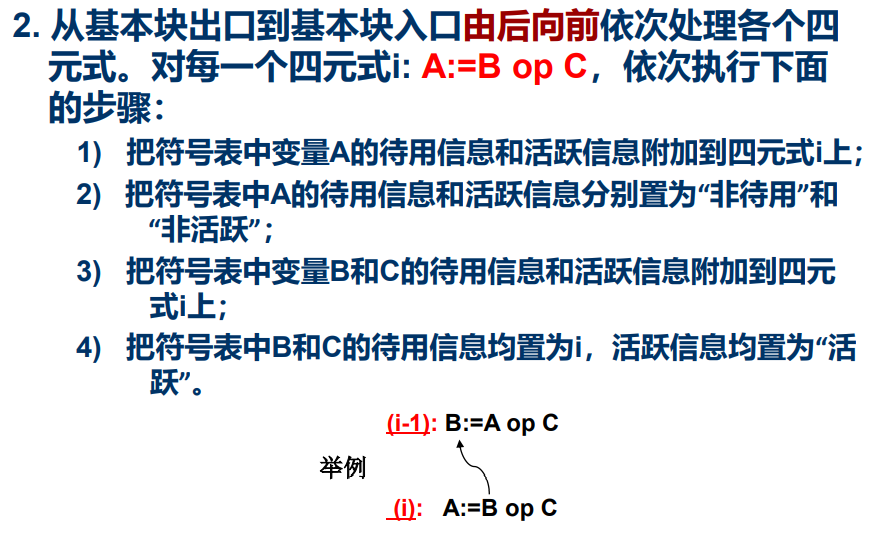 2. 从基本块出口到基本块入口由后向前依次处理各个四
元式。对每一个四元式i: A:=B op C，依次执行下面
的步骤：
1) 把符号表中变量A的待用信息和活跃信息附加到四元式i上；
2) 把符号表中A的待用信息和活跃信息分别置为“非待用”和
“非活跃”；
3) 把符号表中变量B和C的待用信息和活跃信息附加到四元
式i上；
4) 把符号表中B和C的待用信息均置为i，活跃信息均置为“活
跃”。
(i-1): B:=A op C
举例
(i): A:=B op C